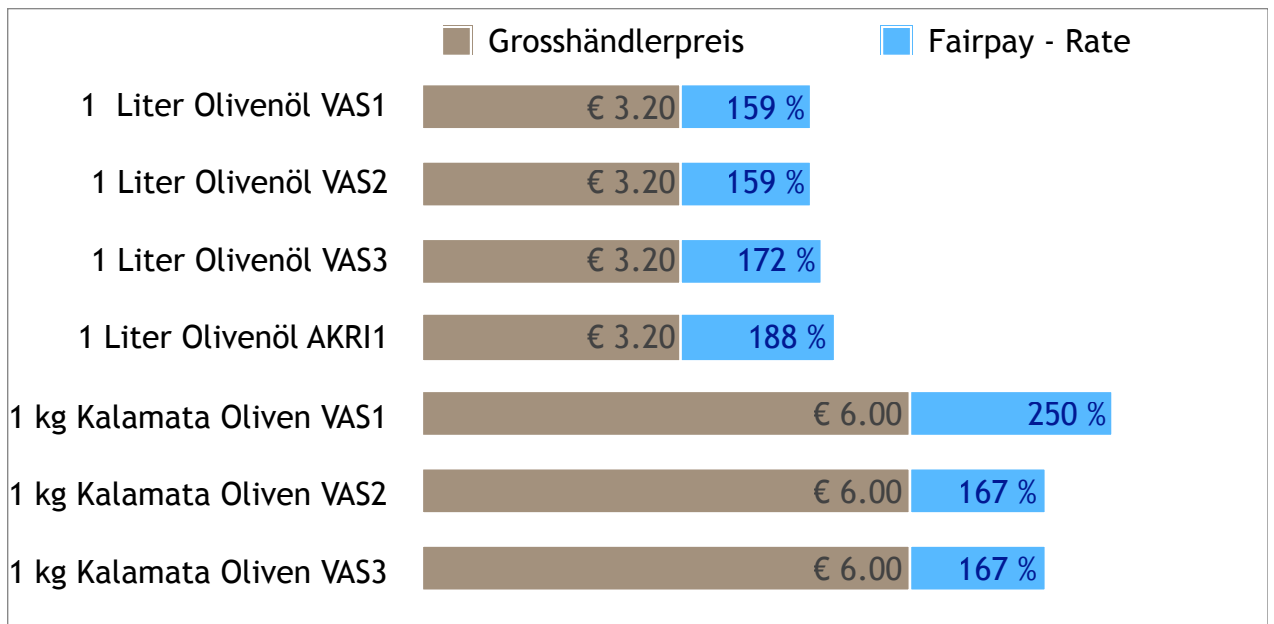 Grosshändlerpreis Fairpay - Rate
1 Liter Olivenöl VAS1 € 3.20 159 %
1 Liter Olivenöl VAS2 € 3.20 159 %
1 Liter Olivenöl VAS3 € 3.20 172 %
1 Liter Olivenöl AKRI1 € 3.20 188 %
1 kg Kalamata Oliven VAS1 € 6.00 250 %
1 kg Kalamata Oliven VAS2 € 6.00 167 %
1 kg Kalamata Oliven VAS3 € 6.00 167 %